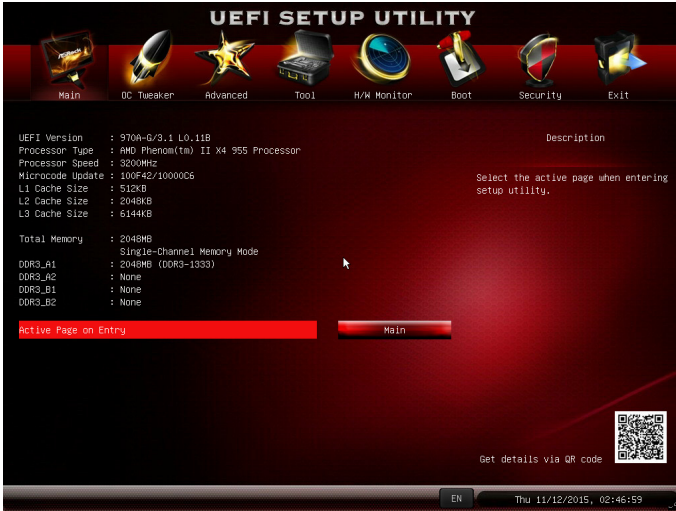 UEFI SETUP UTILITY
ASRock
Main OC Tweaker Advanced Tool H/W Monitor Boot Security Exit
UEFI Version : 970A-G/3.1 L0.11B
Processor Type : AMD Phenom(tm) II X4 955 Processor
Processor Speed : 3200MHz
Microcode Update : 100F42/10000C6
L1 Cache Size : 512KB
L2 Cache Size : 2048KB
L3 Cache Size : 6144KB
Total Memory : 2048MB
Single-Channel Memory Mode
DDR3_A1 : 2048MB (DDR3-1333)
DDR3_A2 : None
DDR3_B1 : None
DDR3_B2 : None
Active Page on Entry Main
Description
Select the active page when entering
setup utility.
Get details via QR code
EN Thu 11/12/2015, 02:46:59